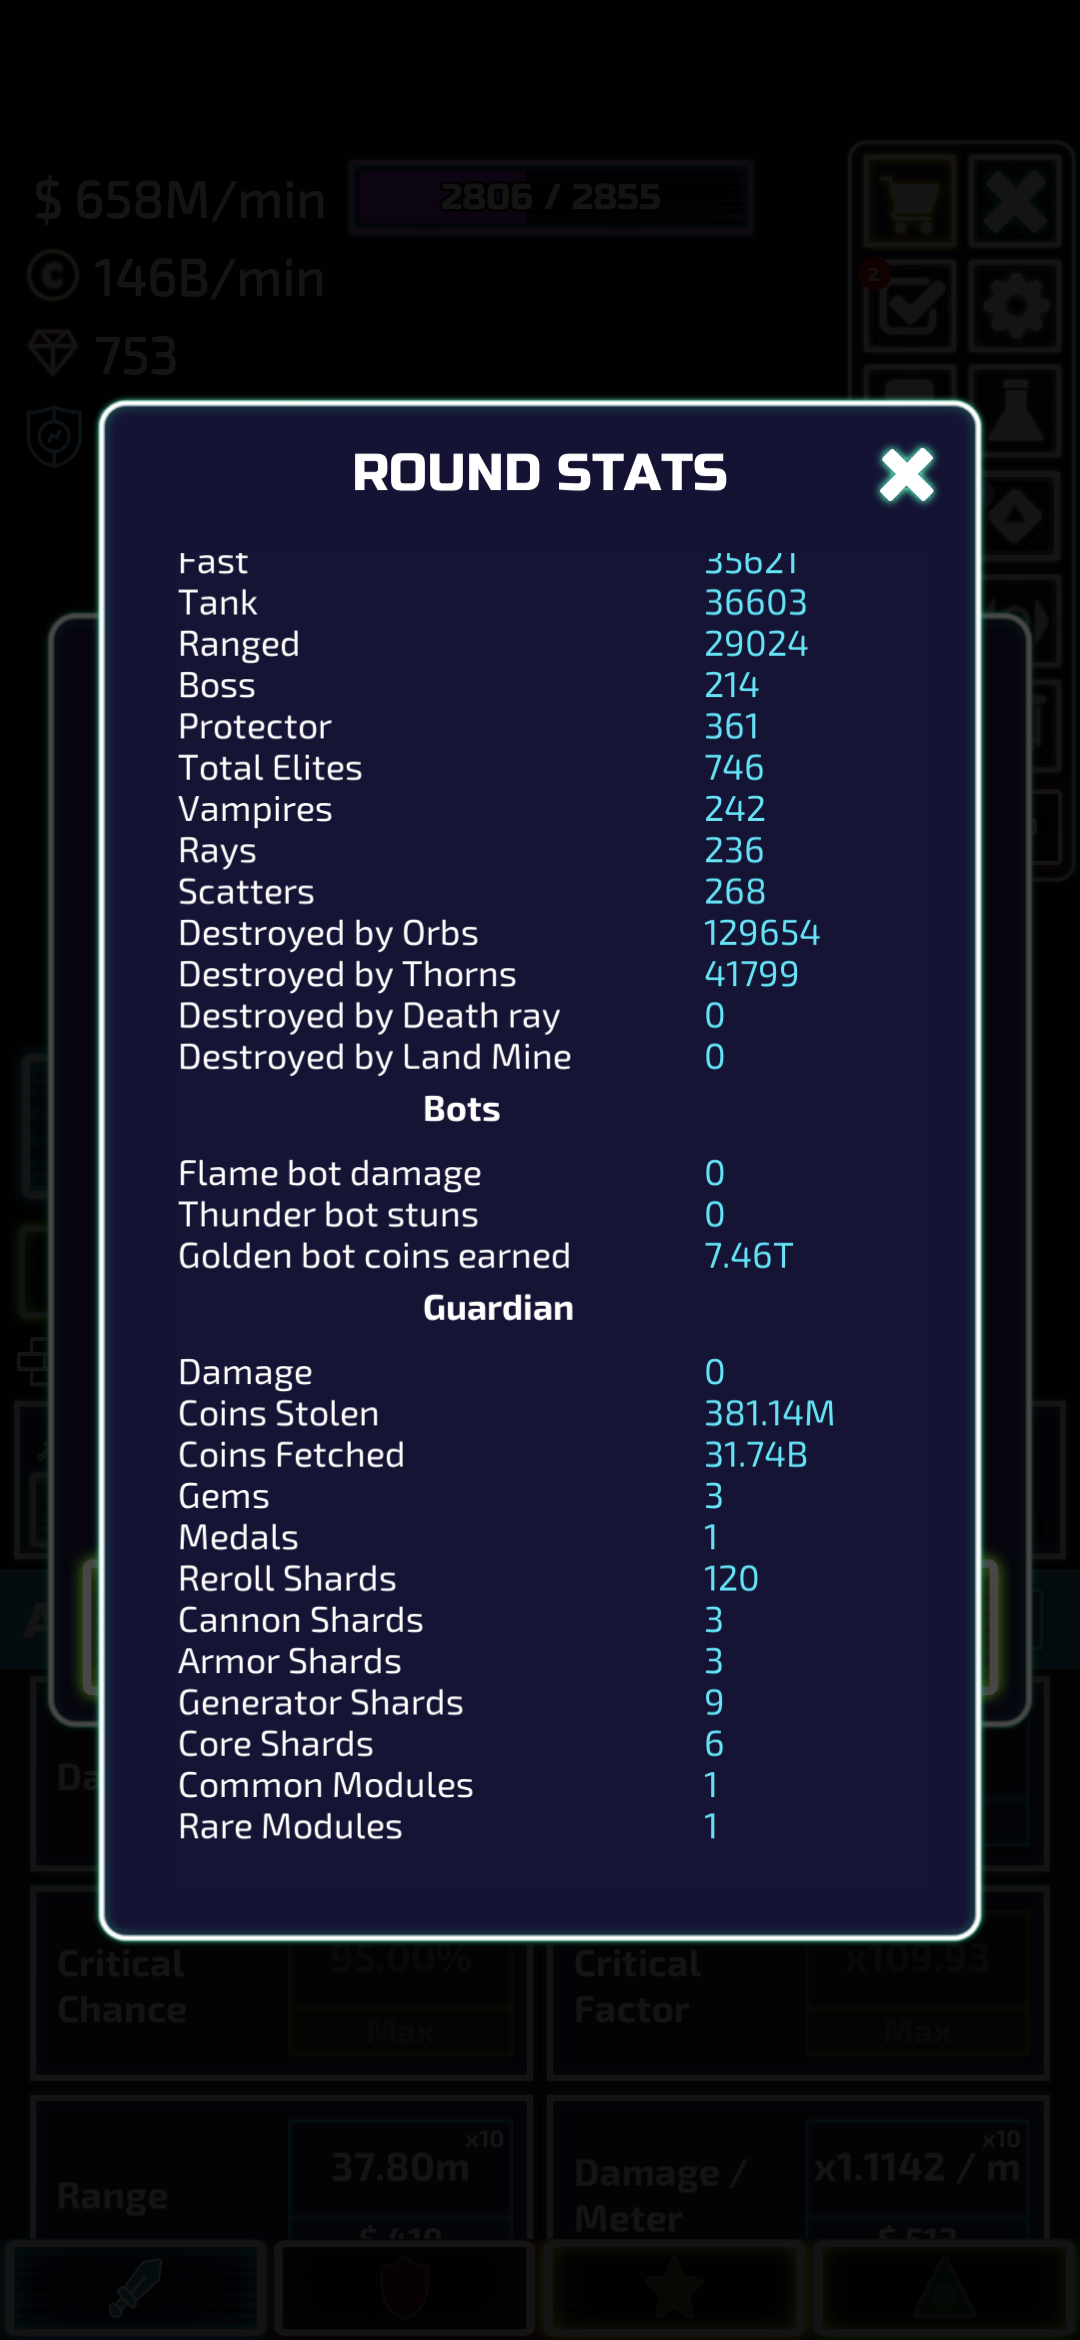 $ 658M/min
2806 / 2855
C 146B/min
2
753
ROUND STATS
Fast 35621
Tank 36603
Ranged 29024
Boss 214
Protector 361
Total Elites 746
Vampires 242
Rays 236
Scatters 268
Destroyed by Orbs 129654
Destroyed by Thorns 41799
Destroyed by Death ray 0
Destroyed by Land Mine 0
Bots
Flame bot damage 0
Thunder bot stuns 0
Golden bot coins earned 7.46T
Guardian
Damage 0
Coins Stolen 381.14M
Coins Fetched 31.74B
Gems 3
Medals 1
Reroll Shards 120
Cannon Shards 3
Armor Shards 3
Generator Shards 9
Core Shards 6
Common Modules 1
Rare Modules 1
Critical Chance 95.00% Max
Critical Factor x109.93 Max
Range x10 37.80m
Damage / Meter x10 x1.1142 / m